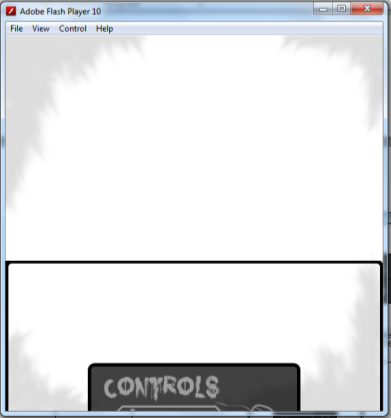 Adobe Flash Player 10
File View Control Help
CONTROLS